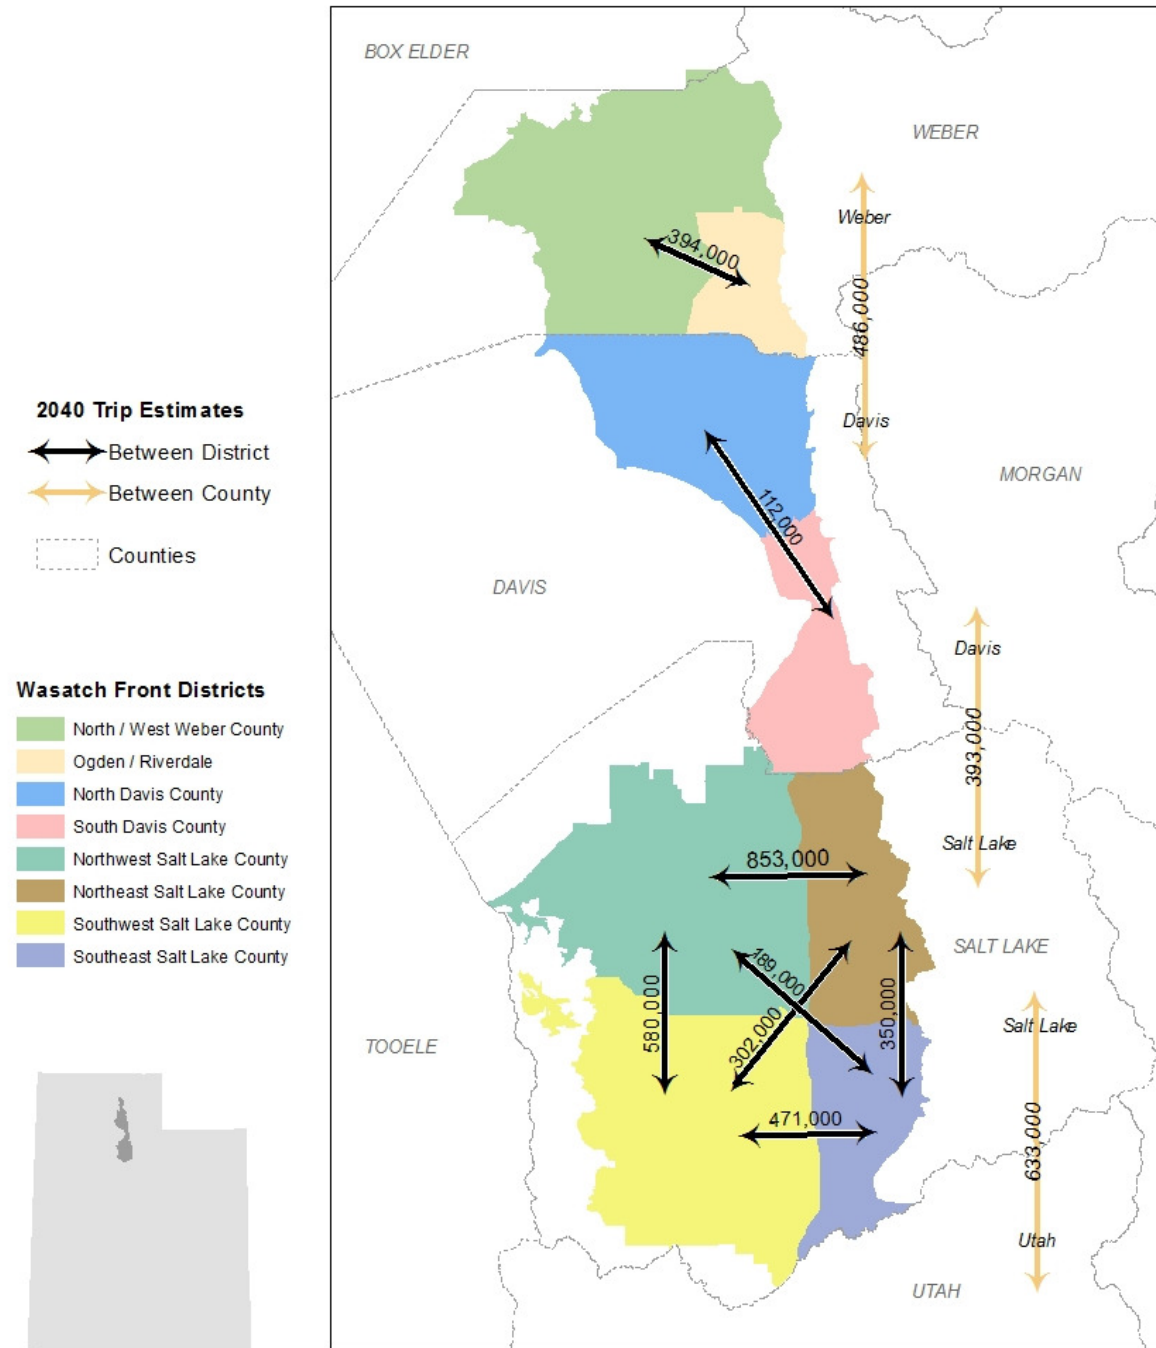 BOX ELDER
WEBER
Weber
394,000
486,000
2040 Trip Estimates
Between District
Between County
Counties
Davis
MORGAN
112,000
DAVIS
Davis
393,000
Salt Lake
Wasatch Front Districts
North / West Weber County
Ogden / Riverdale
North Davis County
South Davis County
Northwest Salt Lake County
Northeast Salt Lake County
Southwest Salt Lake County
Southeast Salt Lake County
853,000
SALT LAKE
189,000
580,000
302,000
350,000
Salt Lake
TOOELE
471,000
633,000
Utah
UTAH